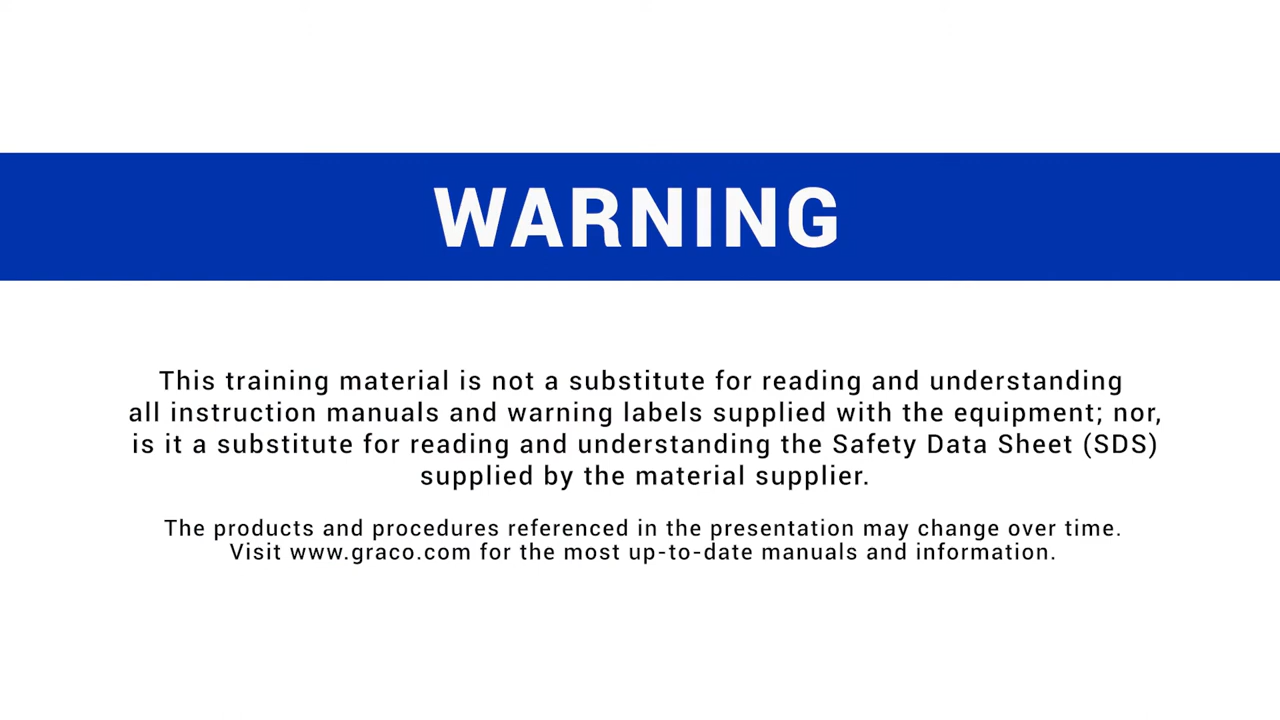 WARNING
This training material is not a substitute for reading and understanding
all instruction manuals and warning labels supplied with the equipment; nor,
is it a substitute for reading and understanding the Safety Data Sheet (SDS)
supplied by the material supplier.
The products and procedures referenced in the presentation may change over time.
Visit www.graco.com for the most up-to-date manuals and information.